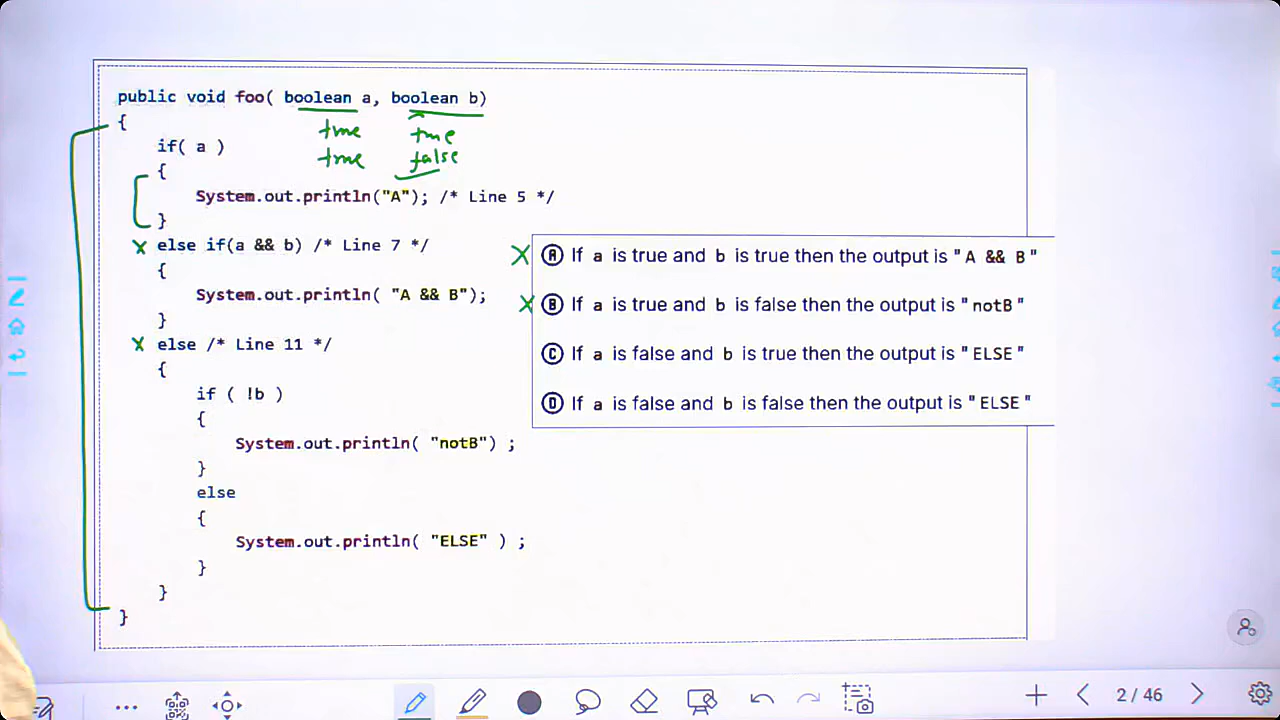 public void foo( boolean a, boolean b)
{
true true
if( a )
true false
{
System.out.println("A"); /* Line 5 */
}
X else if(a && b) /* Line 7 */
{
System.out.println( "A && B");
}
X else /* Line 11 */
{
if ( !b )
{
System.out.println( "notB") ;
}
else
{
System.out.println( "ELSE" ) ;
}
}
}
X A If a is true and b is true then the output is "A && B"
X B If a is true and b is false then the output is "notB"
C If a is false and b is true then the output is "ELSE"
D If a is false and b is false then the output is "ELSE"
2 / 46